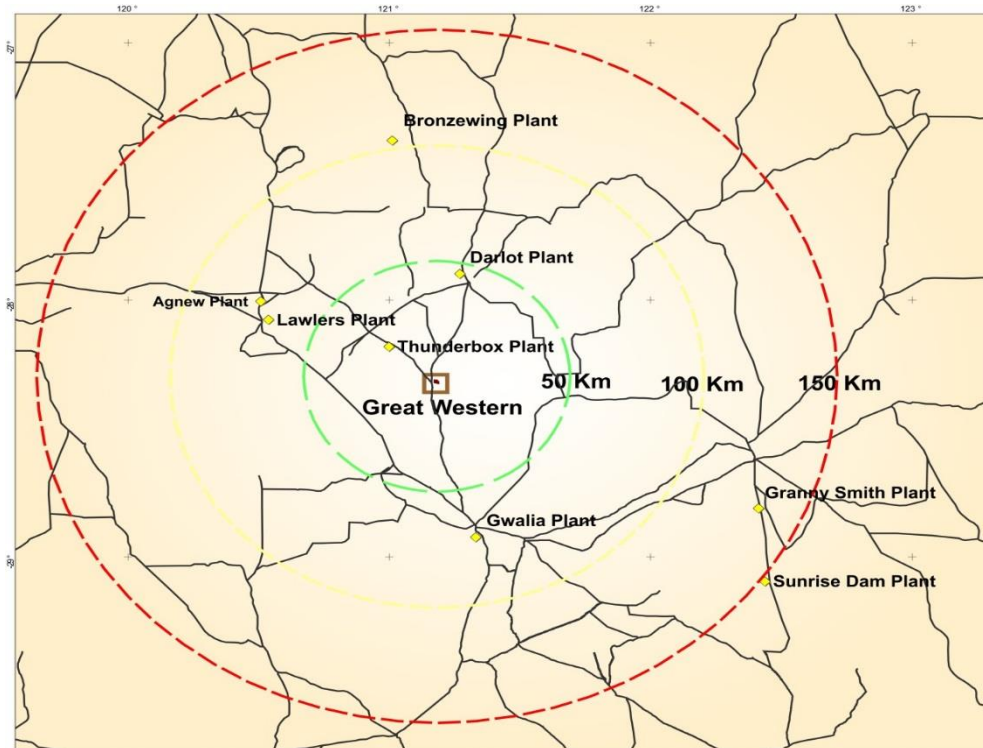 120 °
121 °
122 °
123 °
-27°
Bronzewing Plant
Darlot Plant
-28°
Agnew Plant
Lawlers Plant
Thunderbox Plant
50 Km
100 Km
150 Km
Great Western
Granny Smith Plant
Gwalia Plant
-29°
Sunrise Dam Plant